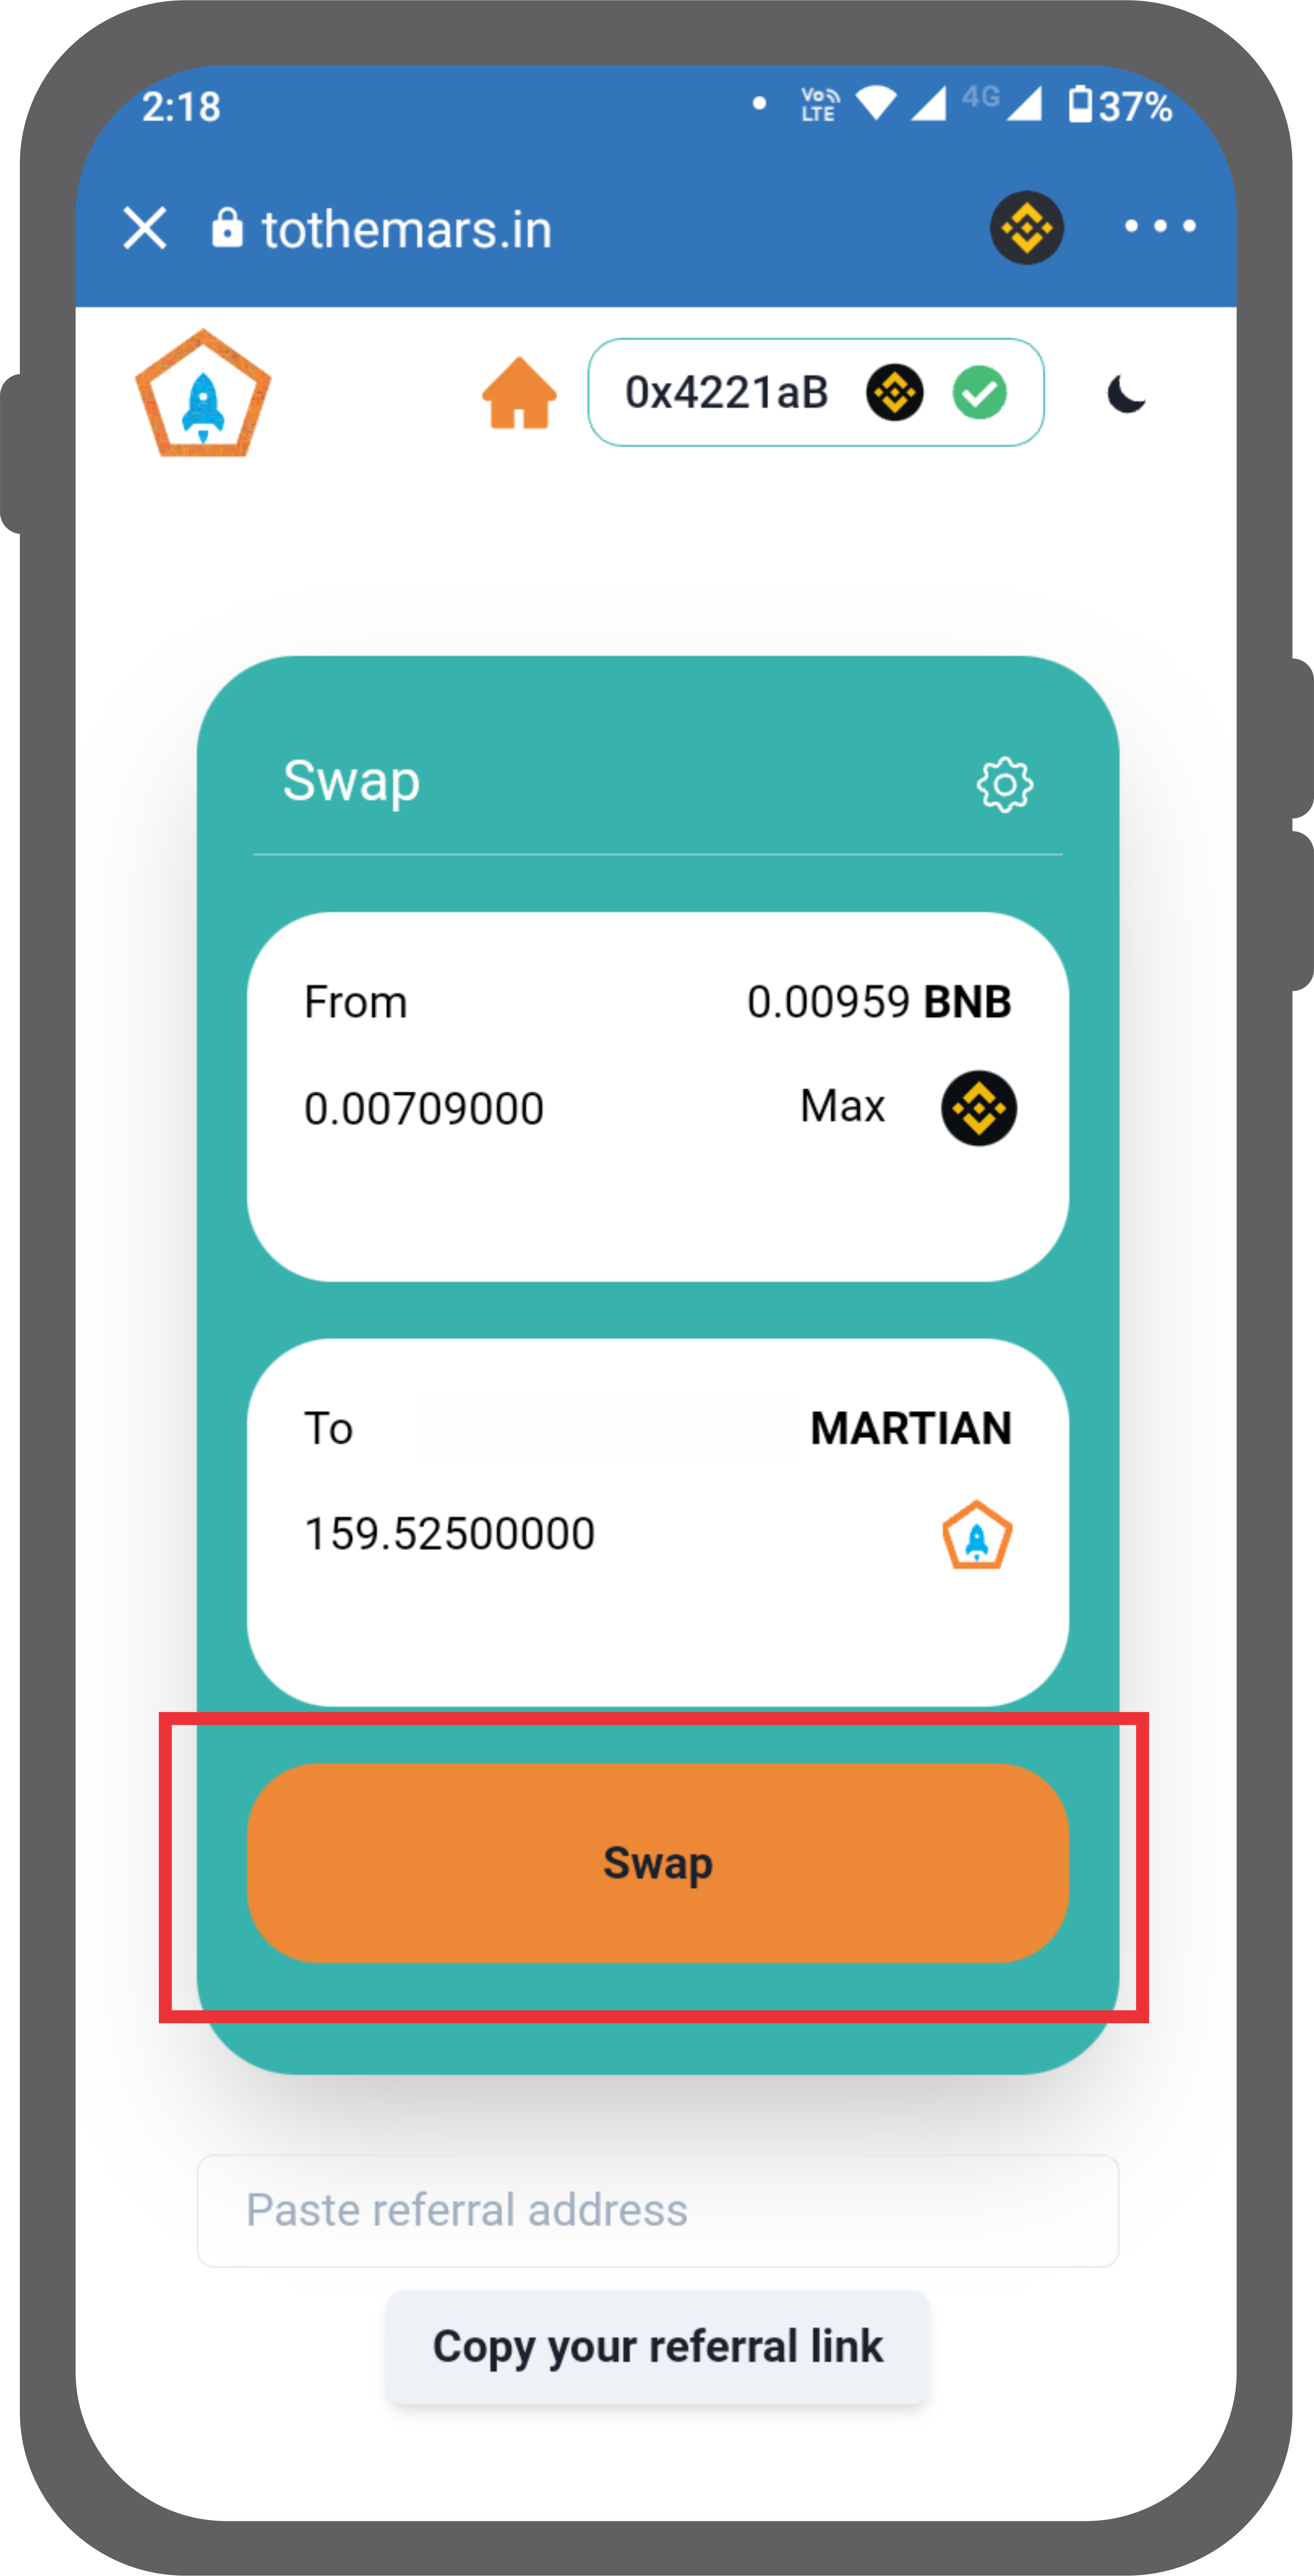 2:18 Vo LTE 4G 37%
tothemars.in
0x4221aB
Swap
From 0.00959 BNB
0.00709000 Max
To MARTIAN
159.52500000
Swap
Paste referral address
Copy your referral link